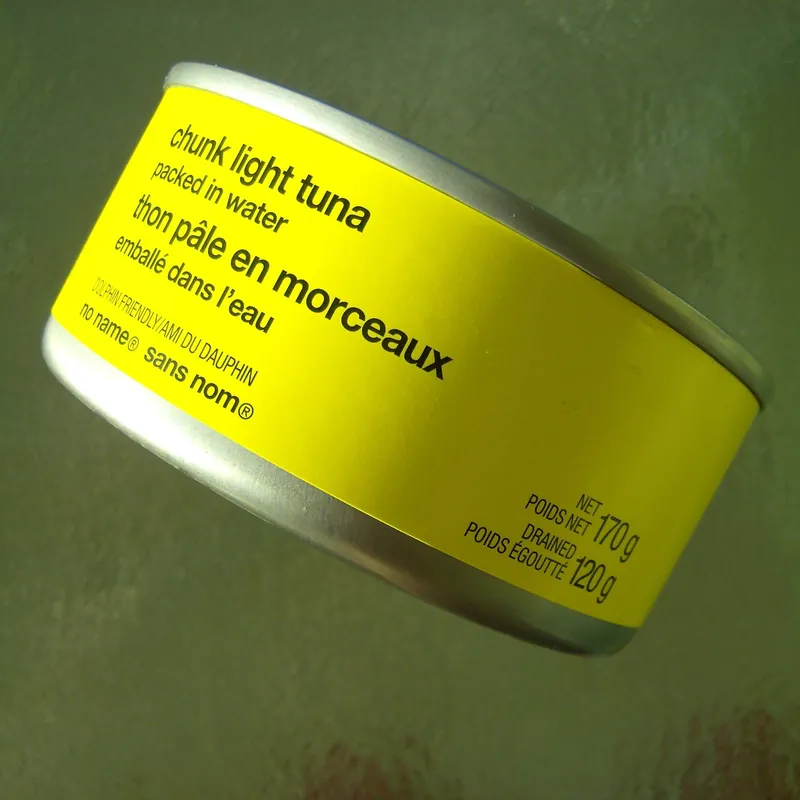 chunk light tuna
packed in water
thon pâle en morceaux
emballé dans l'eau
DOLPHIN FRIENDLY/AMI DU DAUPHIN
no name® sans nom®
NET
POIDS NET 170 g
DRAINED
POIDS ÉGOUTTÉ 120 g